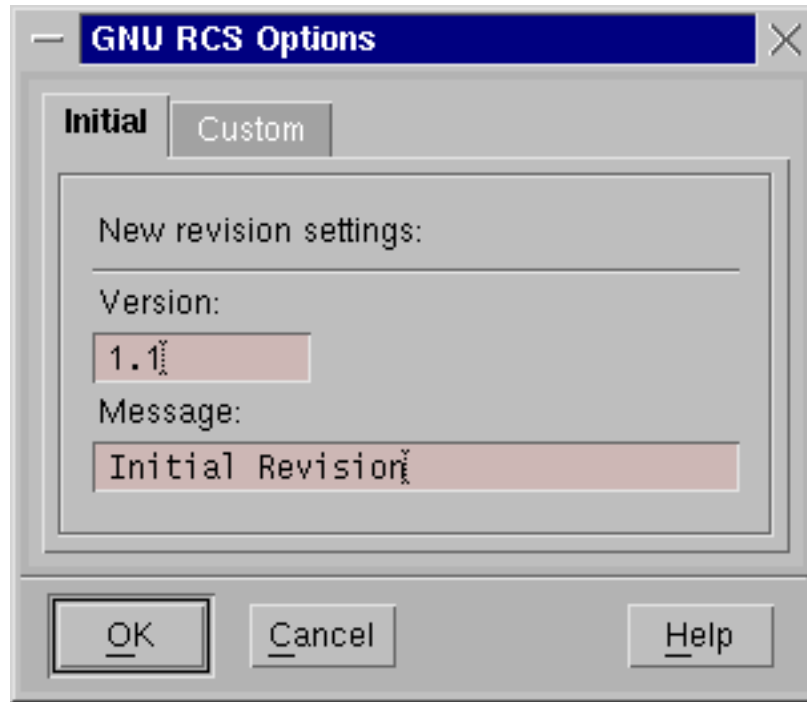 GNU RCS Options
Initial
Custom
New revision settings:
Version:
1.1
Message:
Initial Revision
OK
Cancel
Help